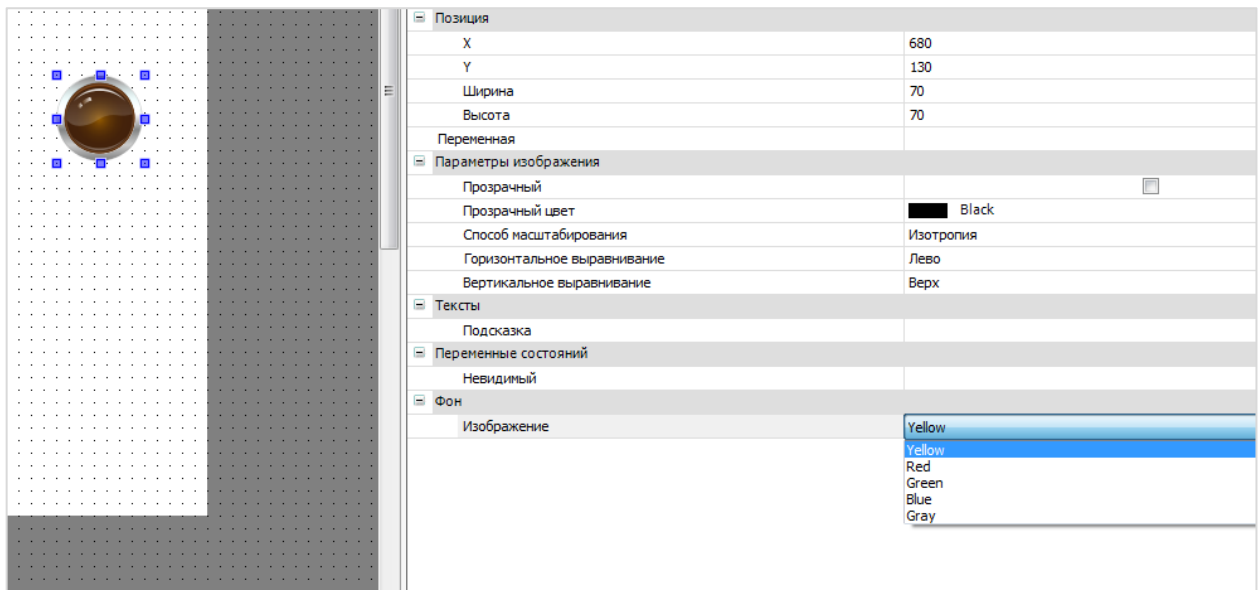 Позиция
X 680
Y 130
Ширина 70
Высота 70
Переменная
Параметры изображения
Прозрачный
Прозрачный цвет Black
Способ масштабирования Изотропия
Горизонтальное выравнивание Лево
Вертикальное выравнивание Верх
Тексты
Подсказка
Переменные состояний
Невидимый
Фон
Изображение Yellow
Yellow
Red
Green
Blue
Gray